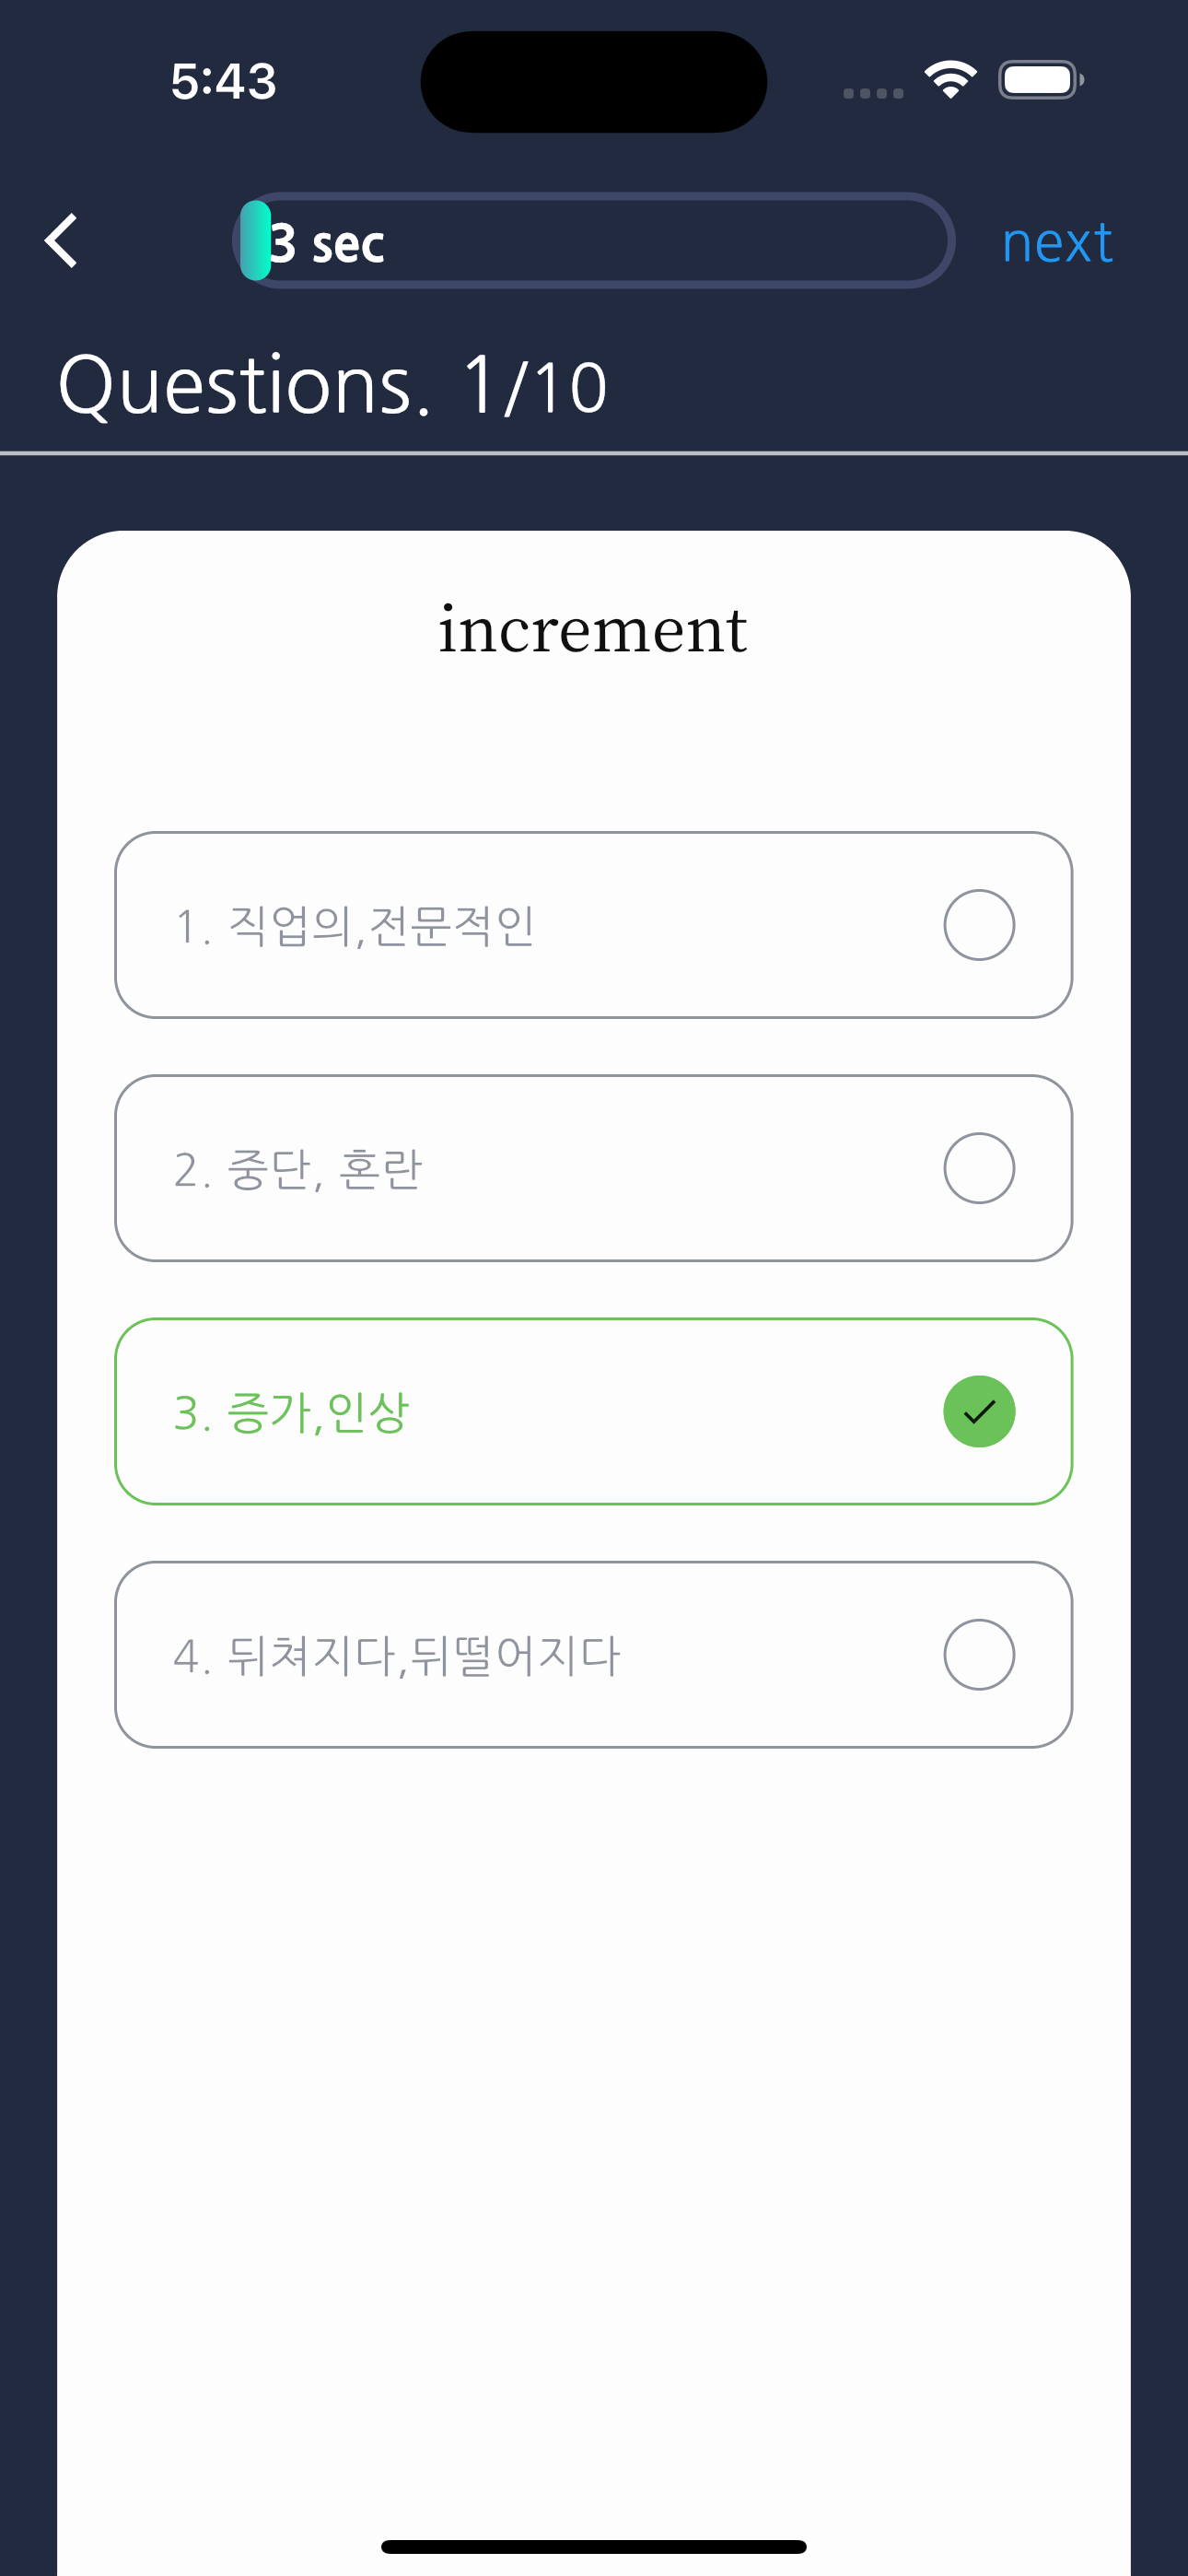 5:43
3 sec
next
Questions. 1/10
increment
1. 직업의,전문적인
2. 중단, 혼란
3. 증가,인상
4. 뒤쳐지다,뒤떨어지다